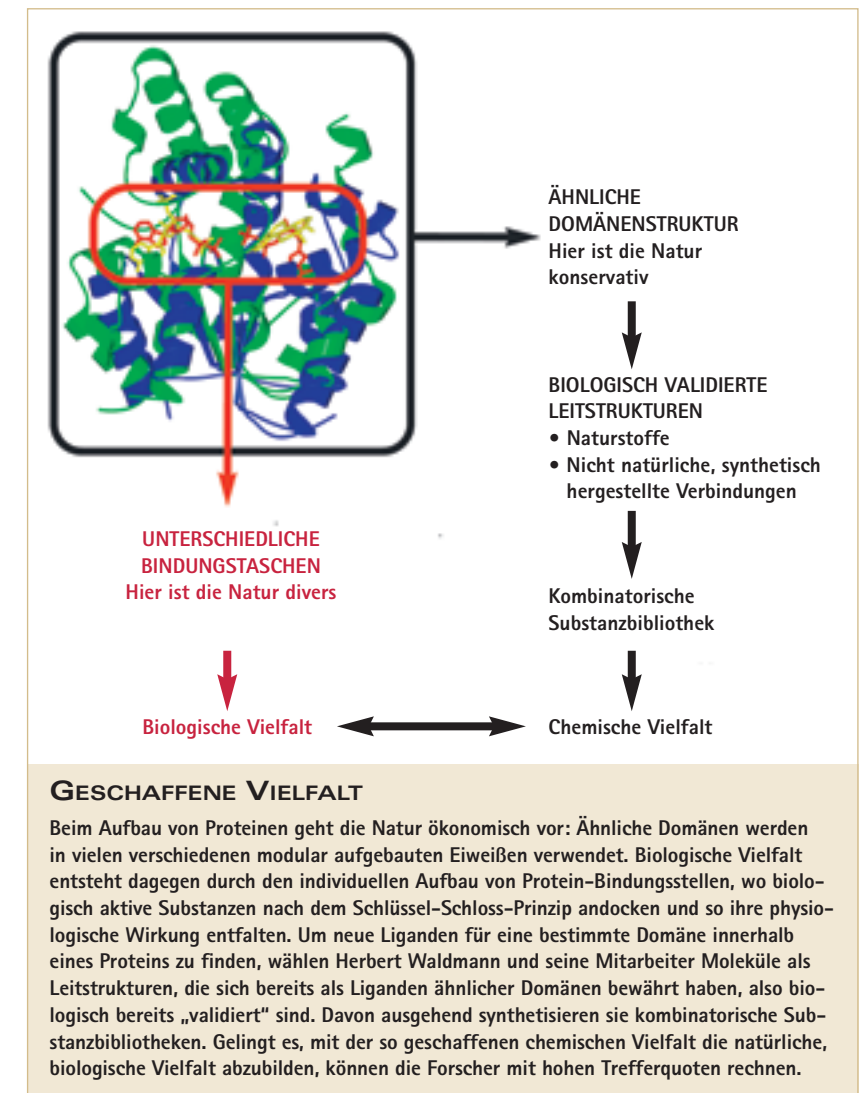 ÄHNLICHE
DOMÄNENSTRUKTUR
Hier ist die Natur
konservativ
BIOLOGISCH VALIDIERTE
LEITSTRUKTUREN
• Naturstoffe
• Nicht natürliche, synthetisch
hergestellte Verbindungen
UNTERSCHIEDLICHE
BINDUNGSTASCHEN
Hier ist die Natur divers
Kombinatorische
Substanzbibliothek
Biologische Vielfalt
Chemische Vielfalt
GESCHAFFENE VIELFALT
Beim Aufbau von Proteinen geht die Natur ökonomisch vor: Ähnliche Domänen werden
in vielen verschiedenen modular aufgebauten Eiweißen verwendet. Biologische Vielfalt
entsteht dagegen durch den individuellen Aufbau von Protein-Bindungsstellen, wo biolo-
gisch aktive Substanzen nach dem Schlüssel-Schloss-Prinzip andocken und so ihre physio-
logische Wirkung entfalten. Um neue Liganden für eine bestimmte Domäne innerhalb
eines Proteins zu finden, wählen Herbert Waldmann und seine Mitarbeiter Moleküle als
Leitstrukturen, die sich bereits als Liganden ähnlicher Domänen bewährt haben, also bio-
logisch bereits „validiert“ sind. Davon ausgehend synthetisieren sie kombinatorische Sub-
stanzbibliotheken. Gelingt es, mit der so geschaffenen chemischen Vielfalt die natürliche,
biologische Vielfalt abzubilden, können die Forscher mit hohen Trefferquoten rechnen.